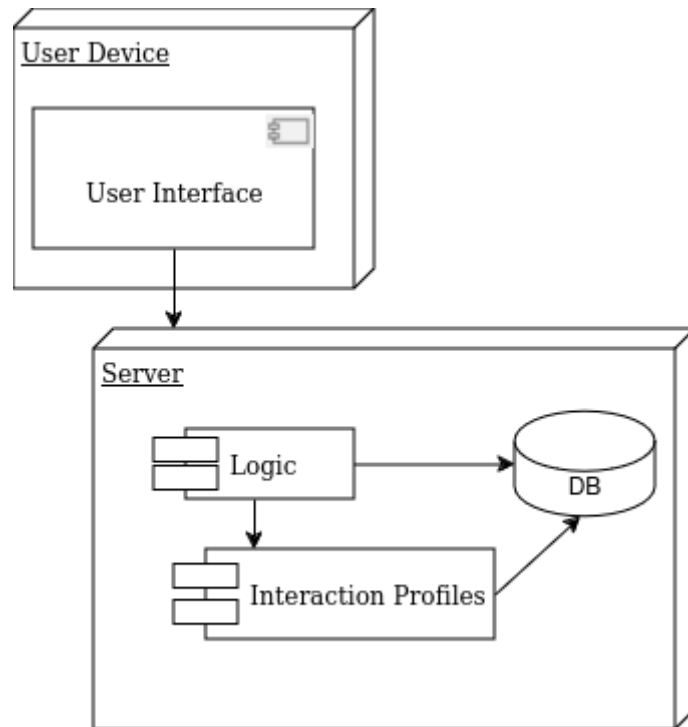 User Device
User Interface
Server
Logic
DB
Interaction Profiles